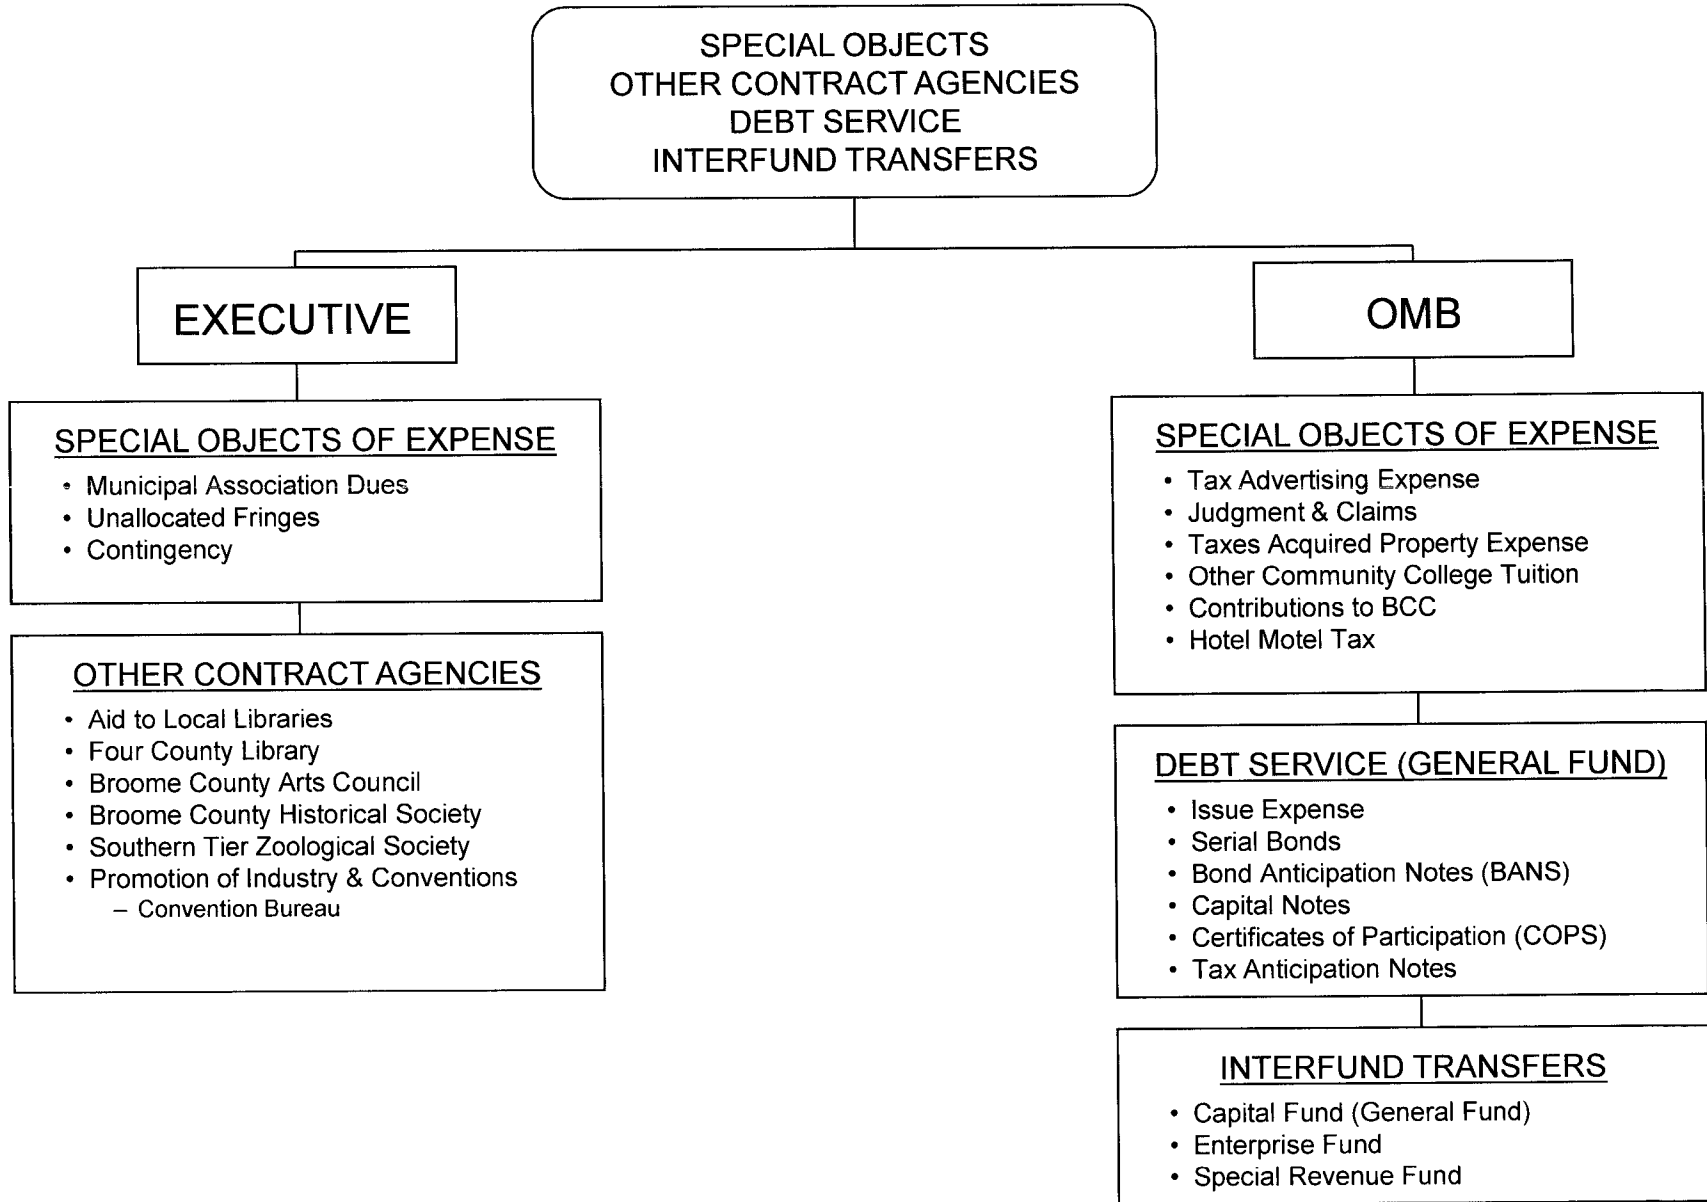 SPECIAL OBJECTS
OTHER CONTRACT AGENCIES
DEBT SERVICE
INTERFUND TRANSFERS
EXECUTIVE
SPECIAL OBJECTS OF EXPENSE
• Municipal Association Dues
• Unallocated Fringes
• Contingency
OTHER CONTRACT AGENCIES
• Aid to Local Libraries
• Four County Library
• Broome County Arts Council
• Broome County Historical Society
• Southern Tier Zoological Society
• Promotion of Industry & Conventions
– Convention Bureau
OMB
SPECIAL OBJECTS OF EXPENSE
• Tax Advertising Expense
• Judgment & Claims
• Taxes Acquired Property Expense
• Other Community College Tuition
• Contributions to BCC
• Hotel Motel Tax
DEBT SERVICE (GENERAL FUND)
• Issue Expense
• Serial Bonds
• Bond Anticipation Notes (BANS)
• Capital Notes
• Certificates of Participation (COPS)
• Tax Anticipation Notes
INTERFUND TRANSFERS
• Capital Fund (General Fund)
• Enterprise Fund
• Special Revenue Fund